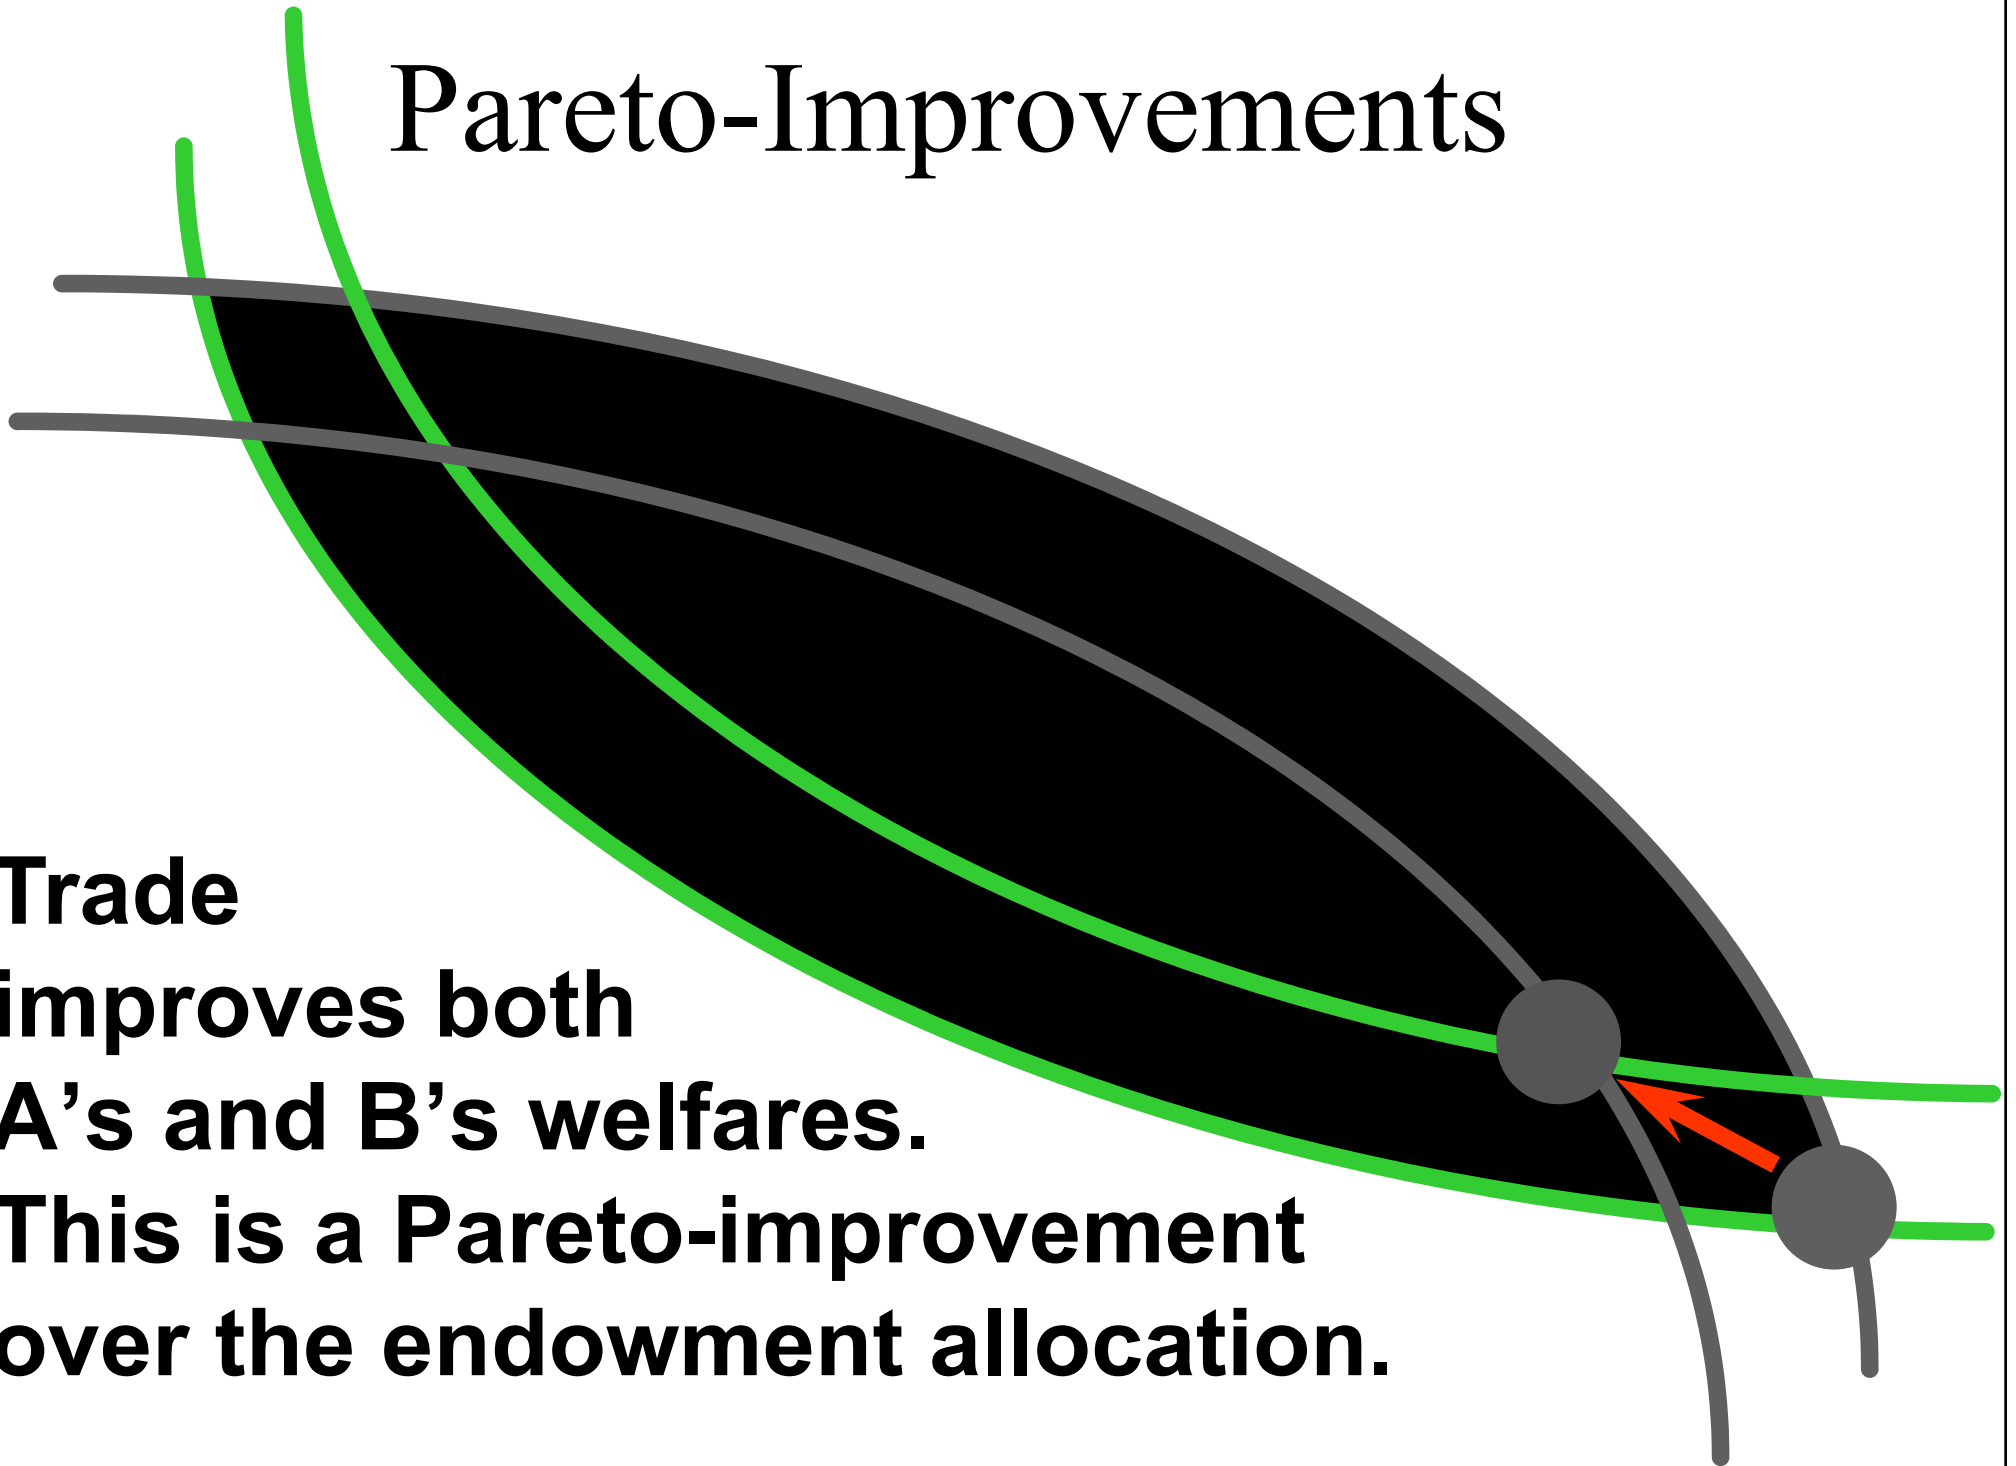 Pareto-Improvements
Trade
improves both
A’s and B’s welfares.
This is a Pareto-improvement
over the endowment allocation.